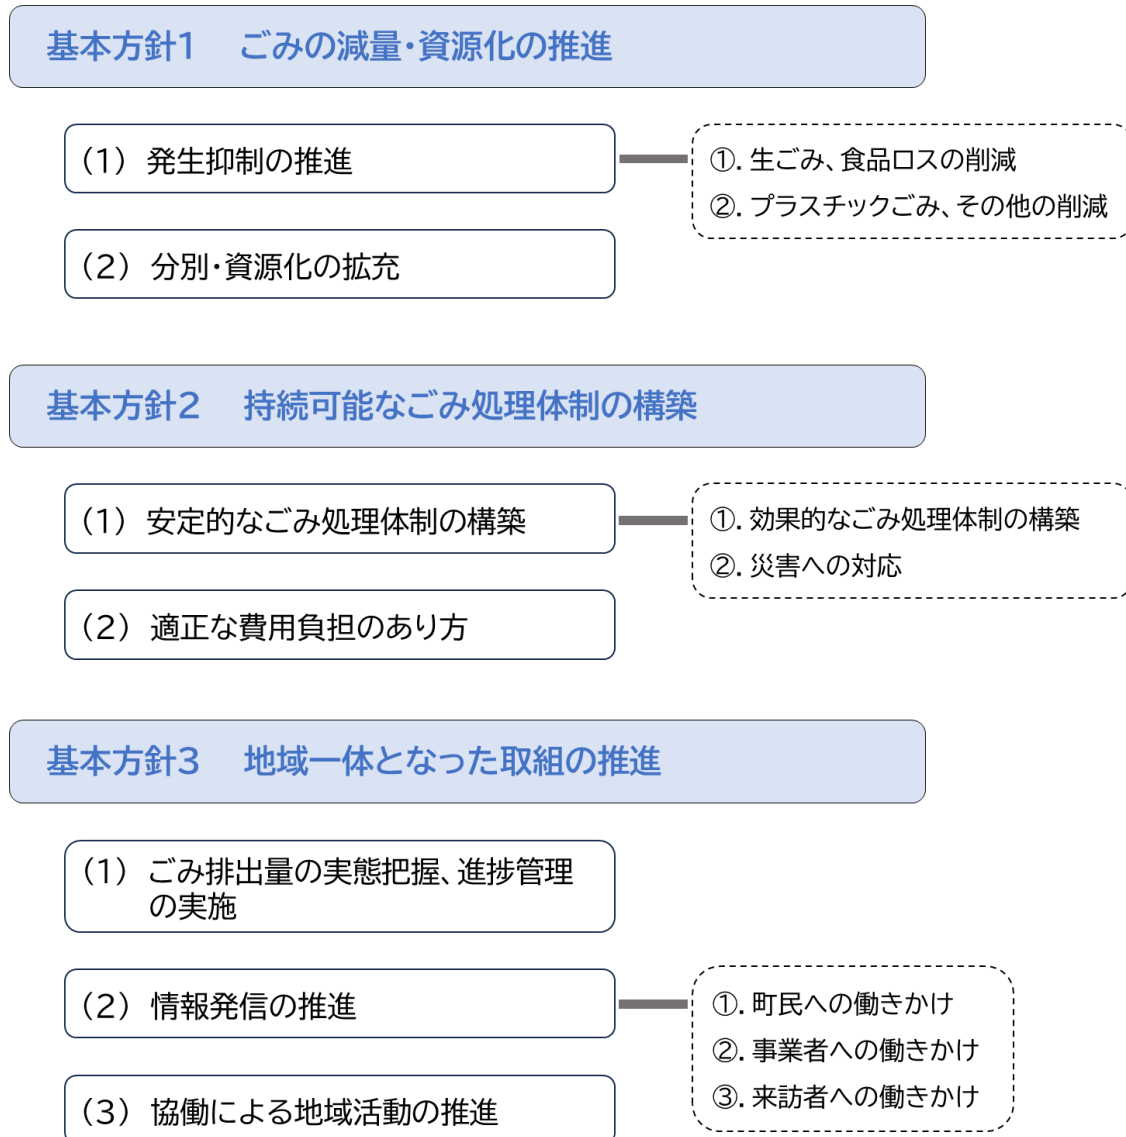 基本方針1 ごみの減量・資源化の推進
(1) 発生抑制の推進
①. 生ごみ、食品ロスの削減
②. プラスチックごみ、その他の削減
(2) 分別・資源化の拡充
基本方針2 持続可能なごみ処理体制の構築
(1) 安定的なごみ処理体制の構築
①. 効果的なごみ処理体制の構築
②. 災害への対応
(2) 適正な費用負担のあり方
基本方針3 地域一体となった取組の推進
(1) ごみ排出量の実態把握、進捗管理
の実施
(2) 情報発信の推進
①. 町民への働きかけ
②. 事業者への働きかけ
③. 来訪者への働きかけ
(3) 協働による地域活動の推進